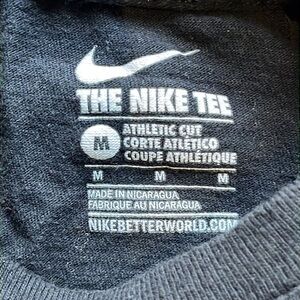 THE NIKE TEE
M
ATHLETIC CUT
CORTE ATLÉTICO
COUPE ATHLÉTIQUE
M M M
MADE IN NICARAGUA
FABRIQUÉ AU NICARAGUA
NIKEBETTERWORLD.COM